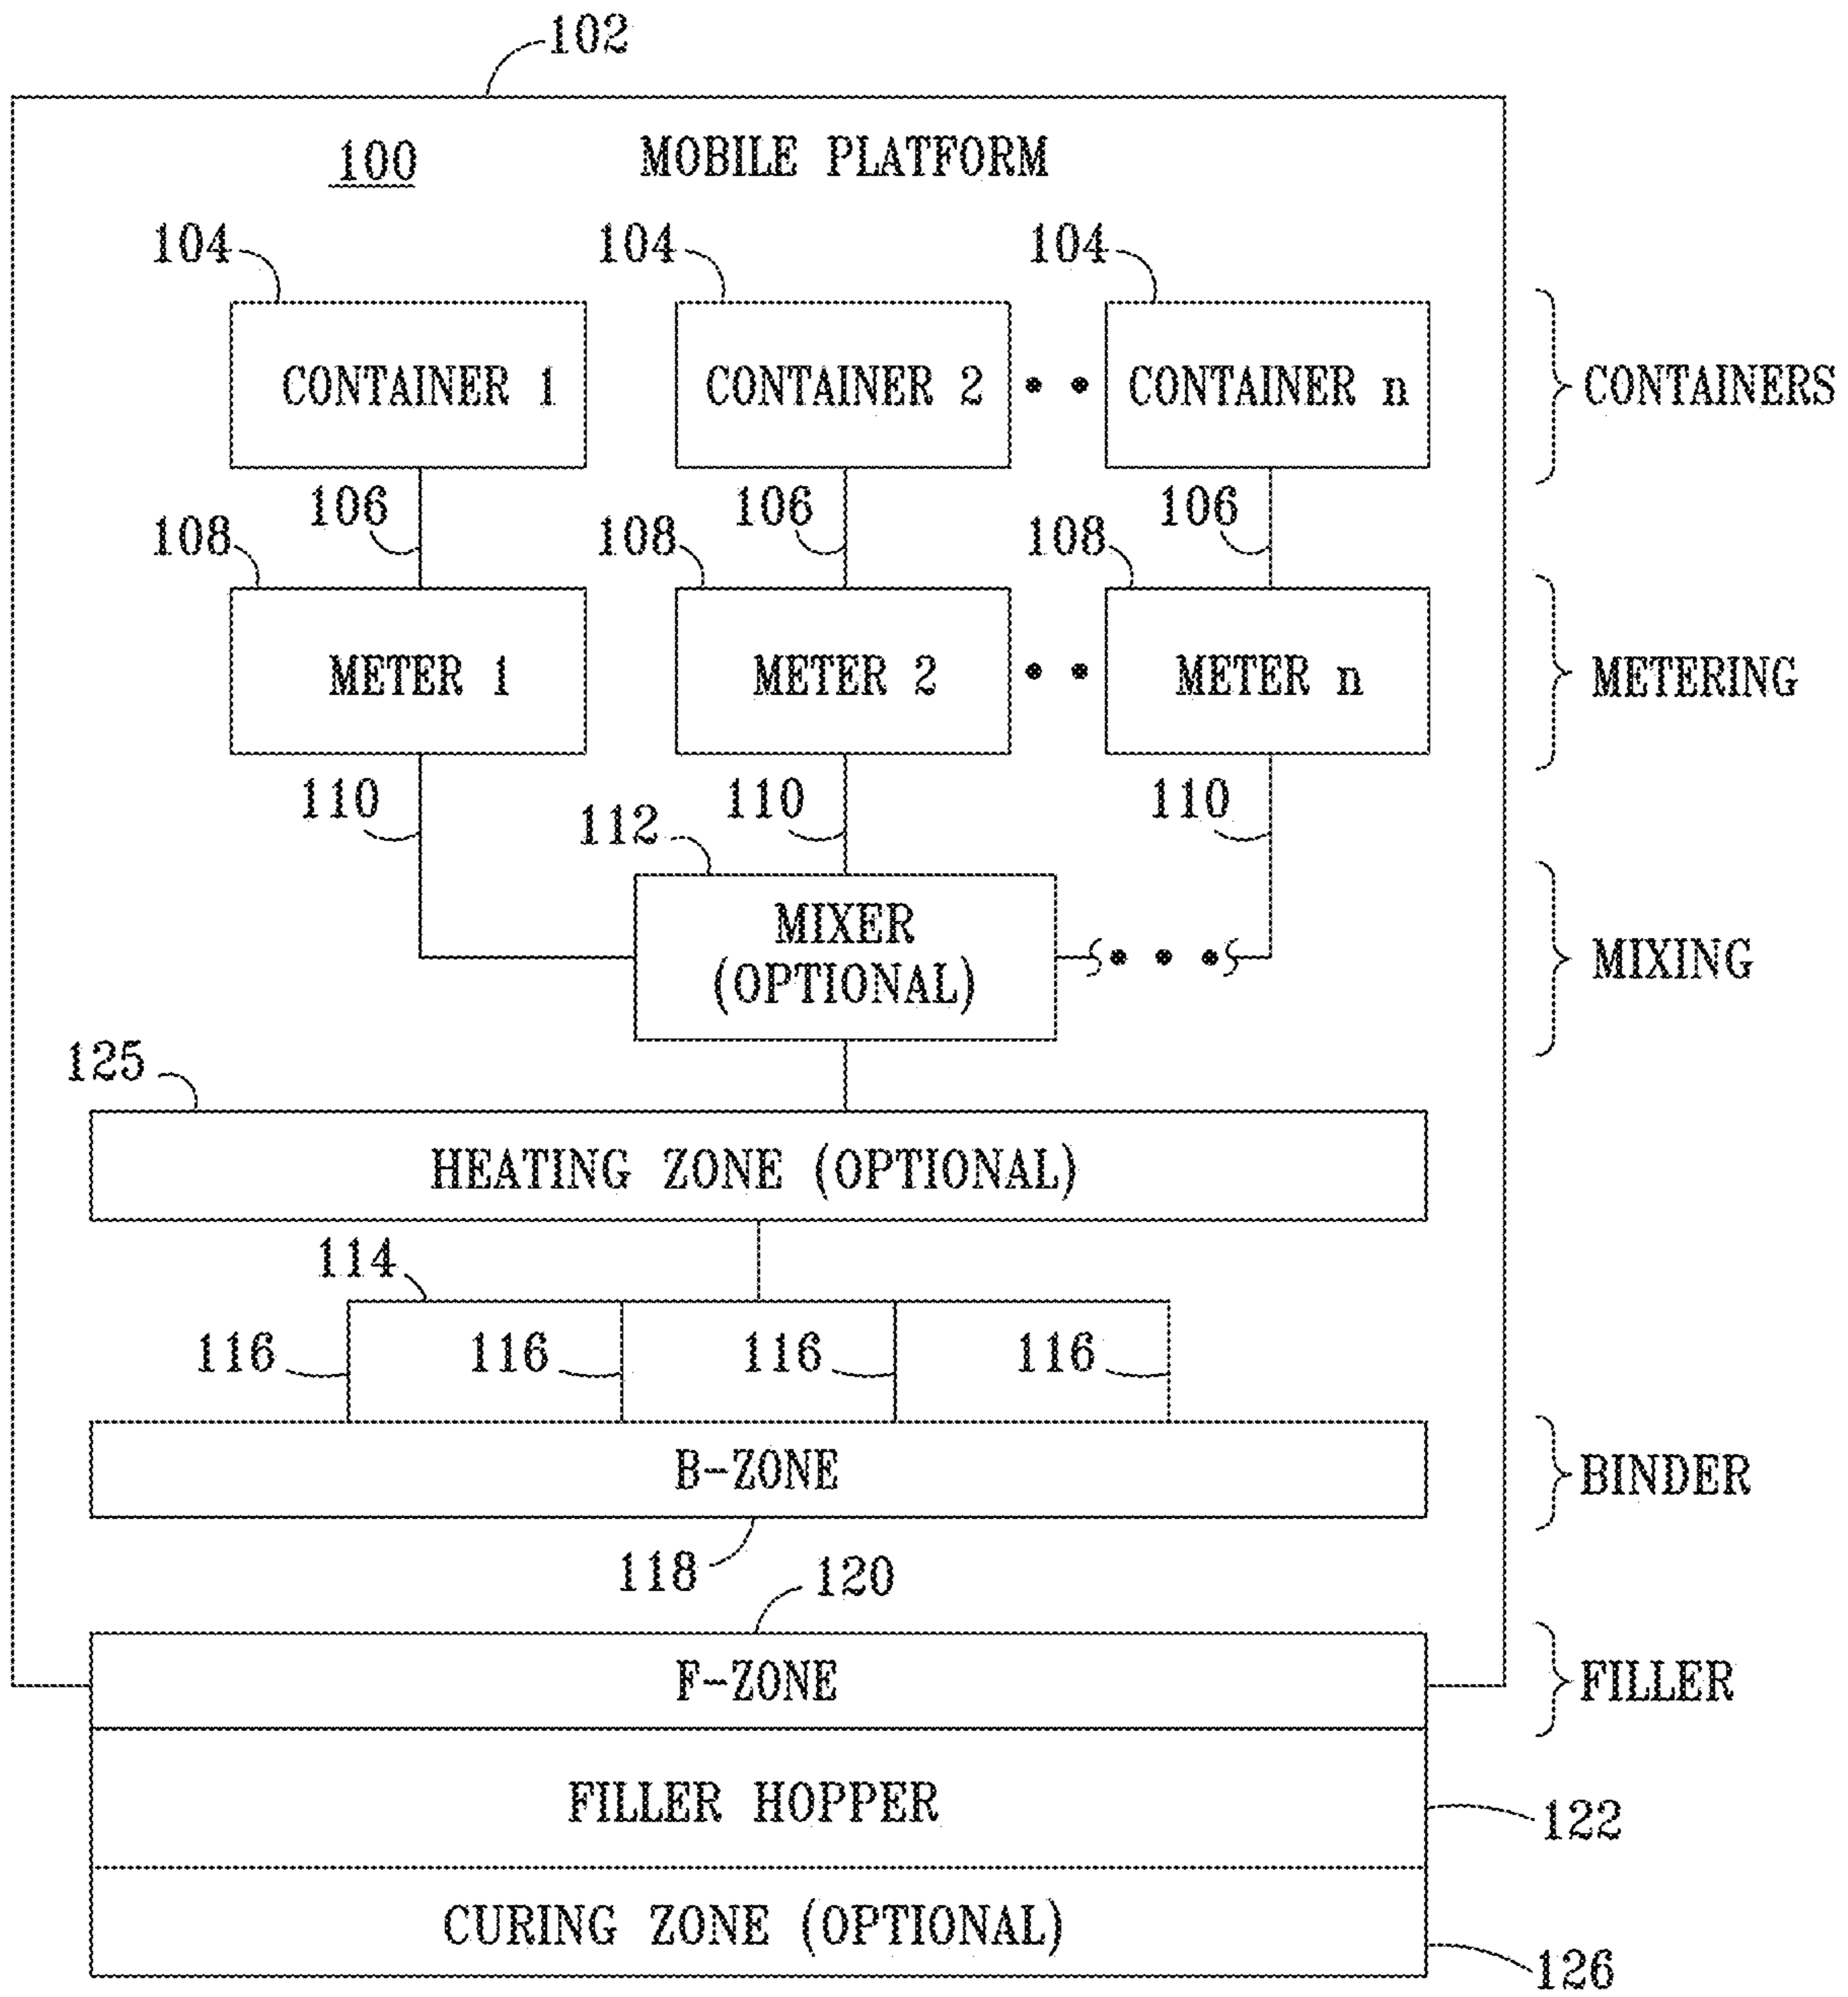 102
100 MOBILE PLATFORM
104 104 104
CONTAINER 1 CONTAINER 2 • • CONTAINER n CONTAINERS
106 106 106
108 108 108
METER 1 METER 2 • • METER n METERING
110 110 110
112
MIXER
(OPTIONAL) • • • MIXING
125
HEATING ZONE (OPTIONAL)
114
116 116 116 116
B-ZONE BINDER
118
120
F-ZONE FILLER
FILLER HOPPER
122
CURING ZONE (OPTIONAL)
126